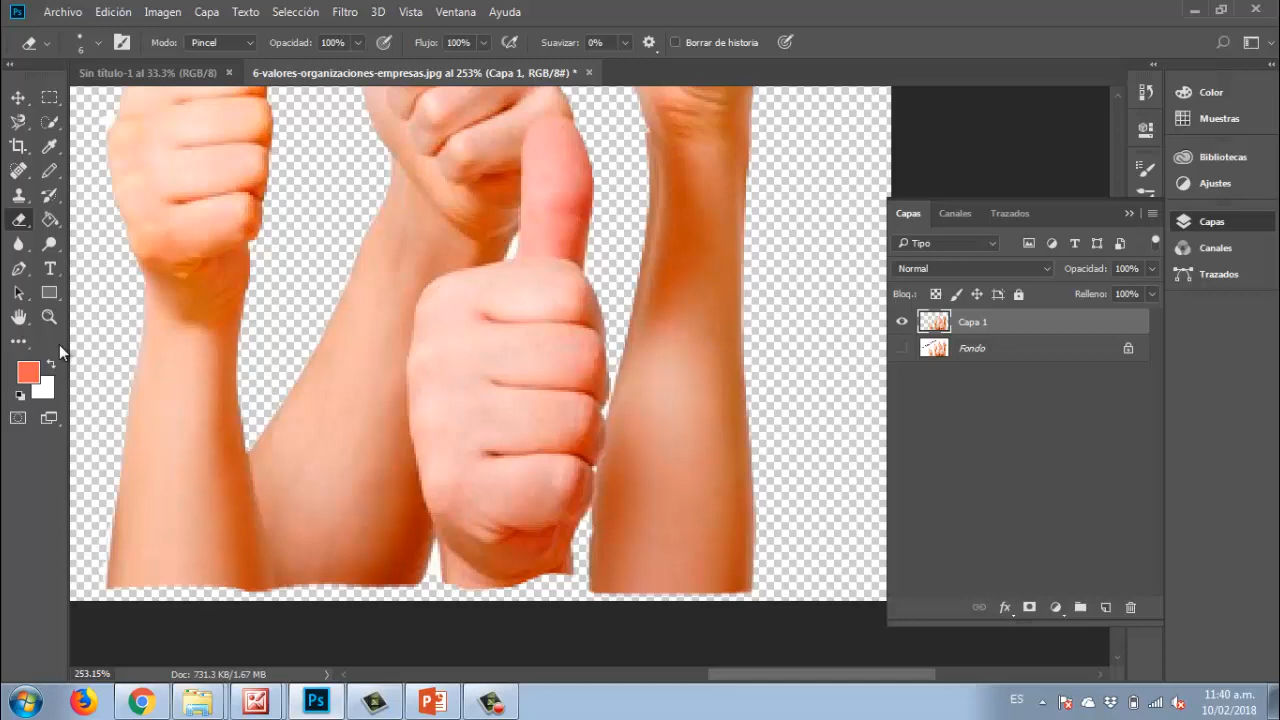 Ps Archivo Edición Imagen Capa Texto Selección Filtro 3D Vista Ventana Ayuda
6 Modo: Pincel Opacidad: 100% Flujo: 100% Suavizar: 0% Borrar de historia
Sin título-1 al 33.3% (RGB/8) × 6-valores-organizaciones-empresas.jpg al 253% (Capa 1, RGB/8#) * ×
Color
Muestras
Bibliotecas
Ajustes
Capas
Canales
Trazados
Capas Canales Trazados
Tipo
Normal Opacidad: 100%
Bloq.: Relleno: 100%
Capa 1
Fondo
fx
253.15% Doc: 731.3 KB/1.67 MB
Ps P ES 11:40 a.m.
10/02/2018